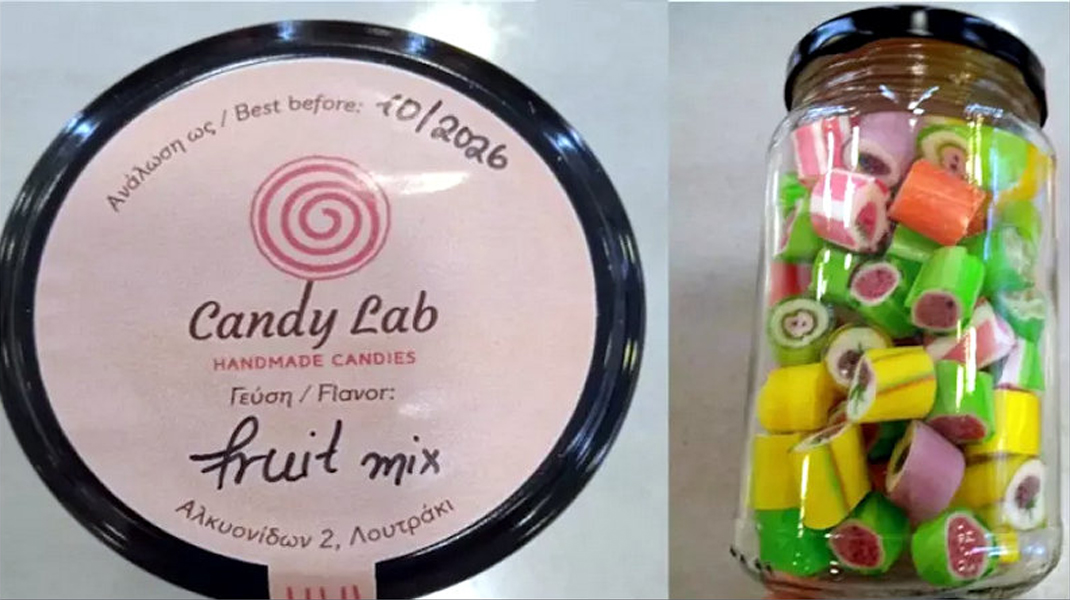 Ανάλωση ως / Best before: 10/2026
Candy Lab
HANDMADE CANDIES
Γεύση / Flavor:
fruit mix
Αλκυονίδων 2, Λουτράκι